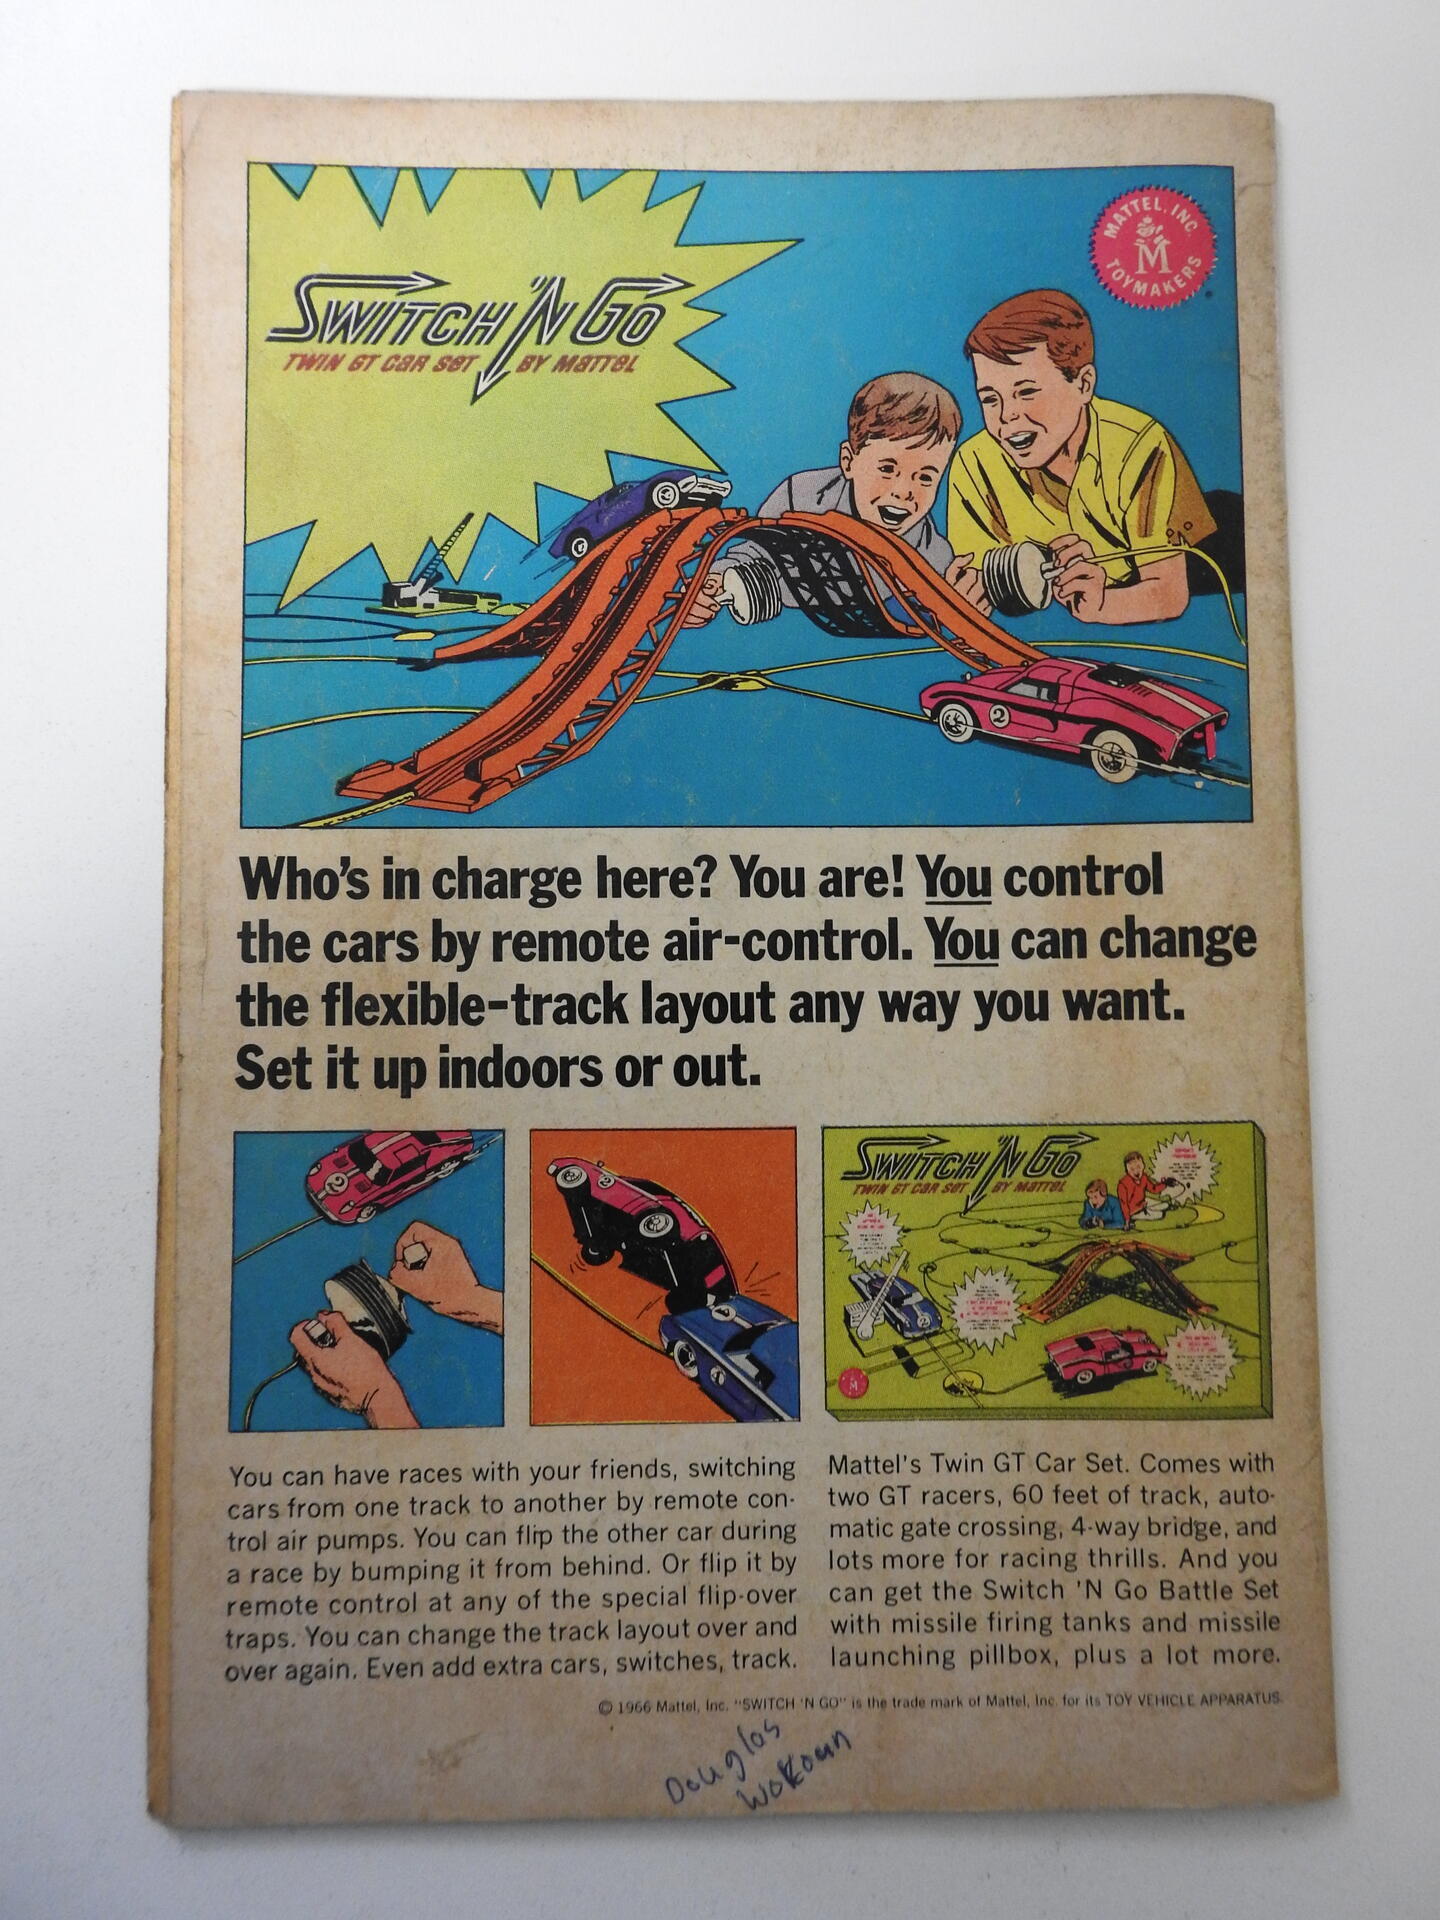 SWITCH 'N GO
TWIN GT CAR SET BY MATTEL
MATTEL, INC.
M
TOYMAKERS
2
Who's in charge here? You are! You control
the cars by remote air-control. You can change
the flexible-track layout any way you want.
Set it up indoors or out.
2
2
SWITCH 'N GO
TWIN GT CAR SET BY MATTEL
2
M
You can have races with your friends, switching
cars from one track to another by remote con-
trol air pumps. You can flip the other car during
a race by bumping it from behind. Or flip it by
remote control at any of the special flip-over
traps. You can change the track layout over and
over again. Even add extra cars, switches, track.
Mattel's Twin GT Car Set. Comes with
two GT racers, 60 feet of track, auto-
matic gate crossing, 4-way bridge, and
lots more for racing thrills. And you
can get the Switch 'N Go Battle Set
with missile firing tanks and missile
launching pillbox, plus a lot more.
© 1966 Mattel, Inc. "SWITCH 'N GO" is the trade mark of Mattel, Inc. for its TOY VEHICLE APPARATUS.
Douglas